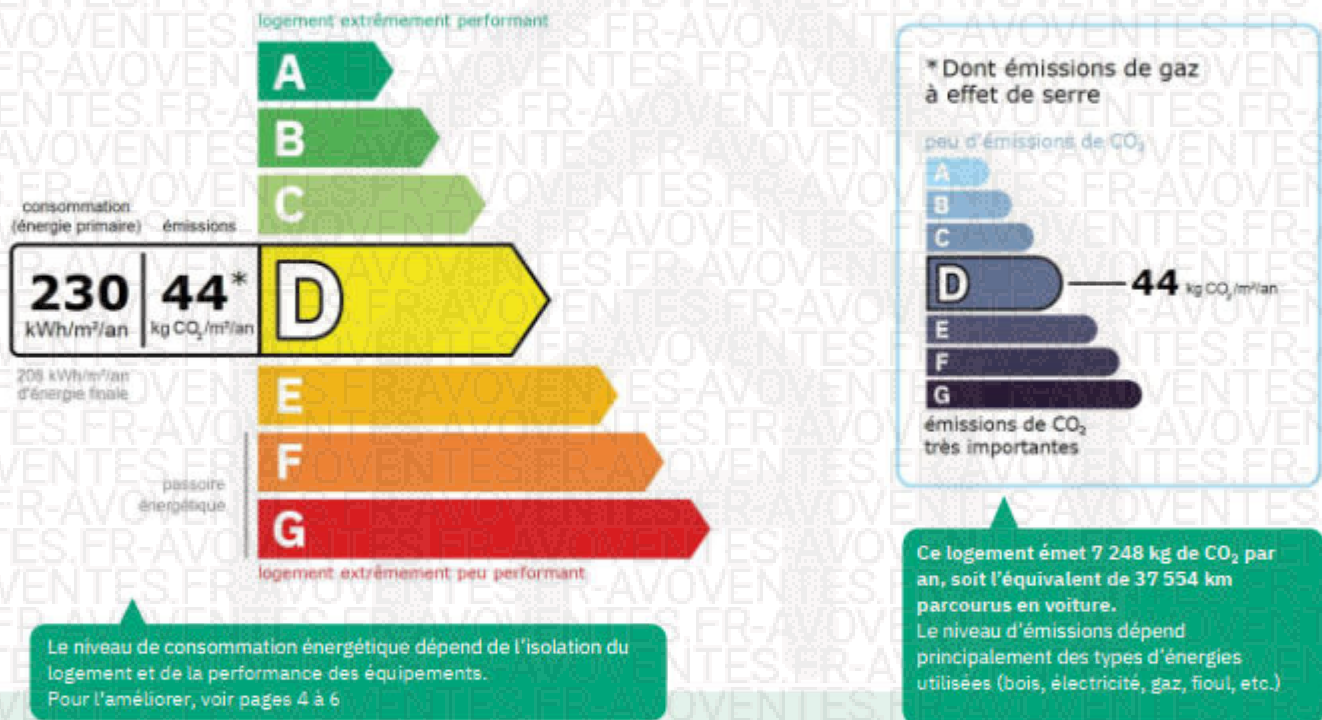 logement extrêmement performant
A
B
C
consommation
(énergie primaire)
émissions
230
kWh/m²/an
44*
kg CO₂/m²/an
D
208 kWh/m²/an
d'énergie finale
E
F
passoire
énergétique
G
logement extrêmement peu performant
Le niveau de consommation énergétique dépend de l'isolation du
logement et de la performance des équipements.
Pour l'améliorer, voir pages 4 à 6
*Dont émissions de gaz
à effet de serre
peu d'émissions de CO₂
A
B
C
D
44 kg CO₂/m²/an
E
F
G
émissions de CO₂
très importantes
Ce logement émet 7 248 kg de CO₂ par
an, soit l'équivalent de 37 554 km
parcourus en voiture.
Le niveau d'émissions dépend
principalement des types d'énergies
utilisées (bois, électricité, gaz, fioul, etc.)